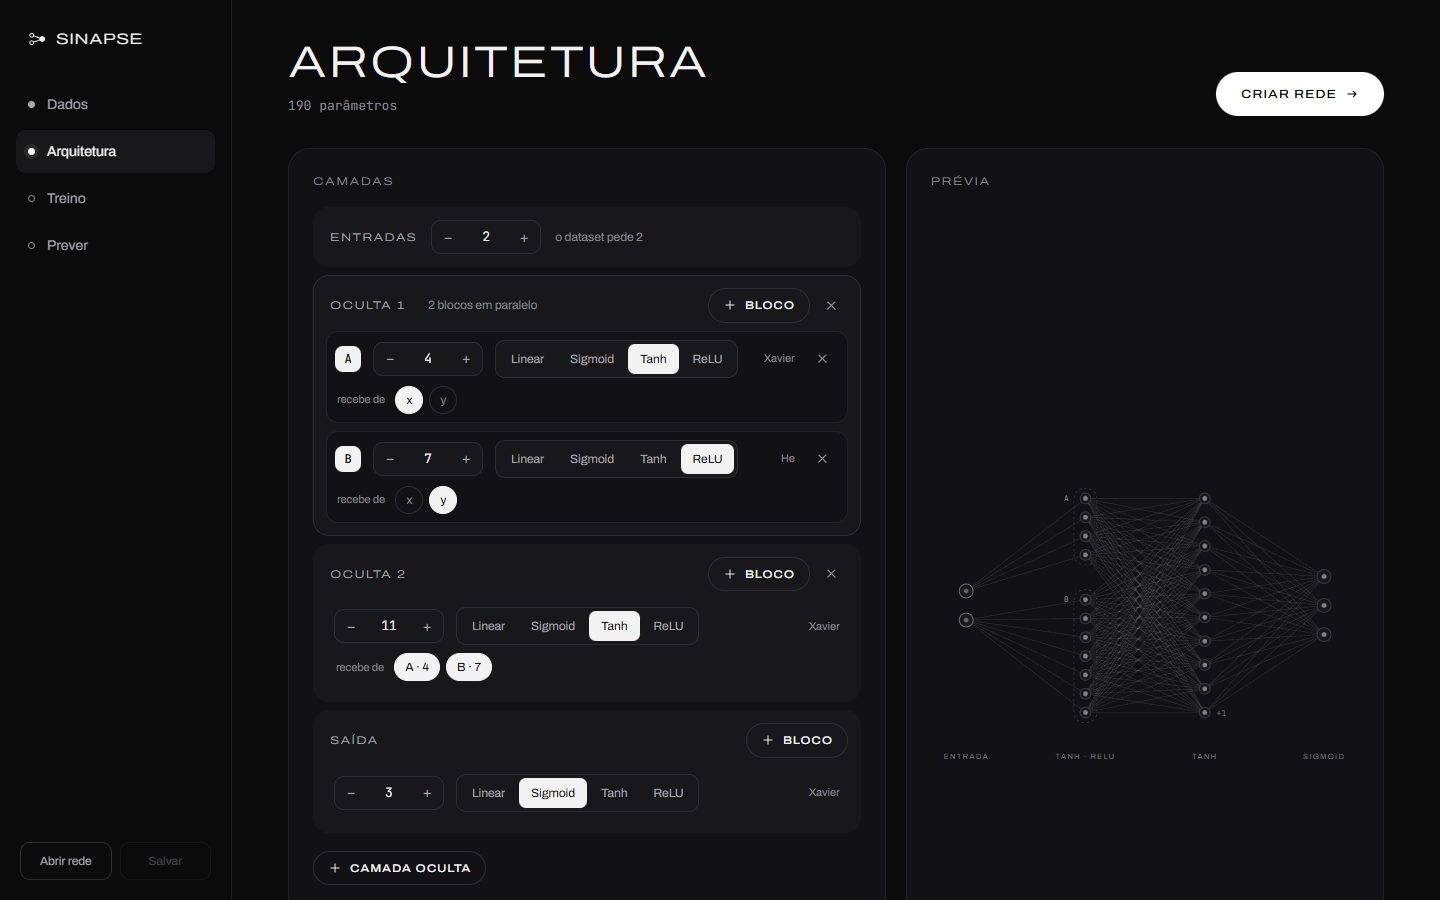 SINAPSE
Dados
Arquitetura
Treino
Prever
Abrir rede
Salvar
ARQUITETURA
190 parâmetros
CRIAR REDE →
CAMADAS
ENTRADAS − 2 + o dataset pede 2
OCULTA 1 2 blocos em paralelo + BLOCO ×
A − 4 + Linear Sigmoid Tanh ReLU Xavier ×
recebe de x y
B − 7 + Linear Sigmoid Tanh ReLU He ×
recebe de x y
OCULTA 2 + BLOCO ×
− 11 + Linear Sigmoid Tanh ReLU Xavier
recebe de A · 4 B · 7
SAÍDA + BLOCO
− 3 + Linear Sigmoid Tanh ReLU Xavier
+ CAMADA OCULTA
PRÉVIA
A
B
+1
ENTRADA TANH · RELU TANH SIGMOID